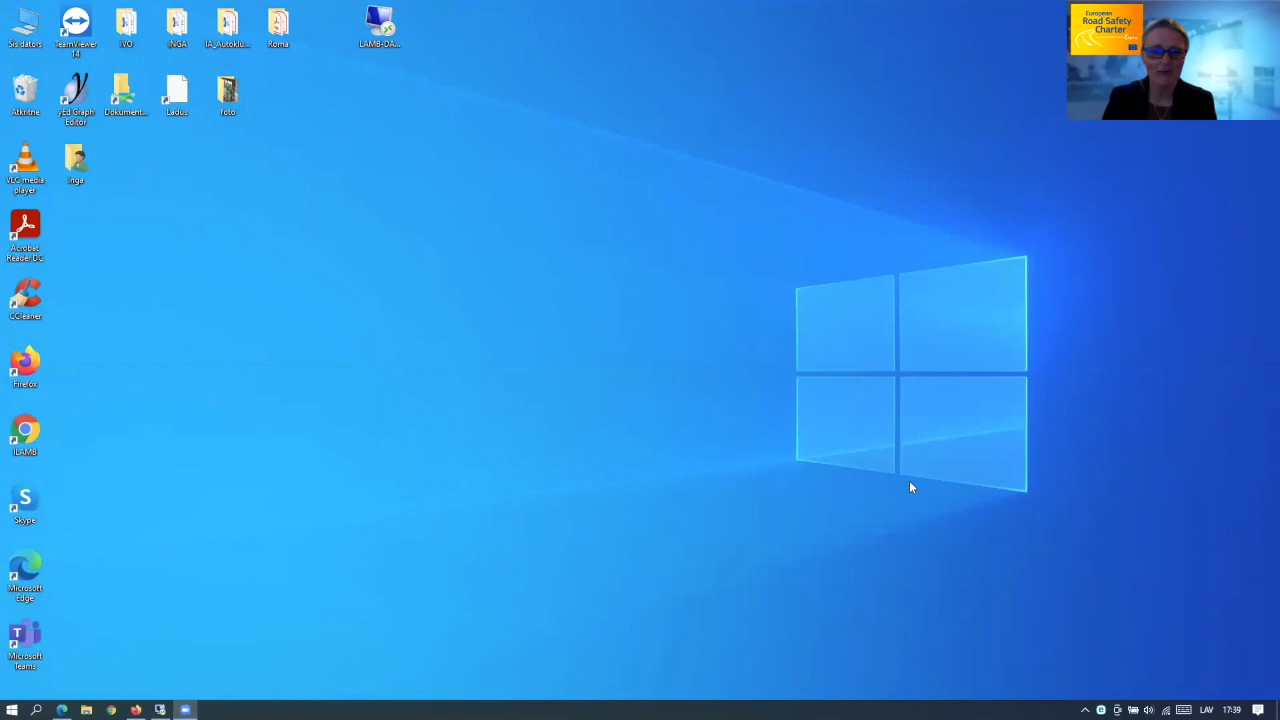 Šis dators
TeamViewer
14
IVO
INGA
IA_Autoklu...
Roma
LAMB-DA...
Atkritne
yEd Graph
Editor
Dokument...
Ladus
foto
VLC media
player
Inga
Acrobat
Reader DC
CCleaner
Firefox
ILAMB
Skype
Microsoft
Edge
Microsoft
Teams
European
Road Safety
Charter
LAV
17:39